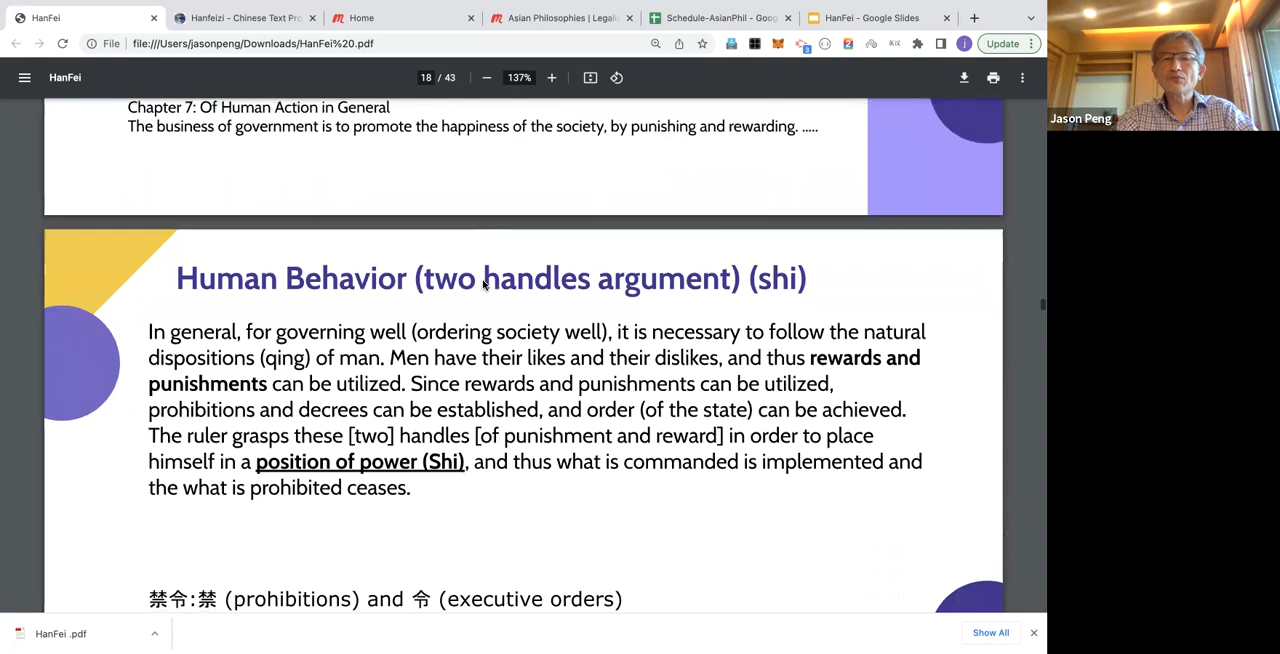 HanFei
Hanfeizi - Chinese Text Pro
Home
Asian Philosophies | Legali
Schedule-AsianPhil - Goog
HanFei - Google Slides
File
file:///Users/jasonpeng/Downloads/HanFei%20.pdf
3
2
j
Update
HanFei
18 / 43
137%
Jason Peng
Chapter 7: Of Human Action in General
The business of government is to promote the happiness of the society, by punishing and rewarding. .....
Human Behavior (two handles argument) (shi)
In general, for governing well (ordering society well), it is necessary to follow the natural
dispositions (qing) of man. Men have their likes and their dislikes, and thus rewards and
punishments can be utilized. Since rewards and punishments can be utilized,
prohibitions and decrees can be established, and order (of the state) can be achieved.
The ruler grasps these [two] handles [of punishment and reward] in order to place
himself in a position of power (Shi), and thus what is commanded is implemented and
the what is prohibited ceases.
禁令:禁 (prohibitions) and 令 (executive orders)
HanFei .pdf
Show All